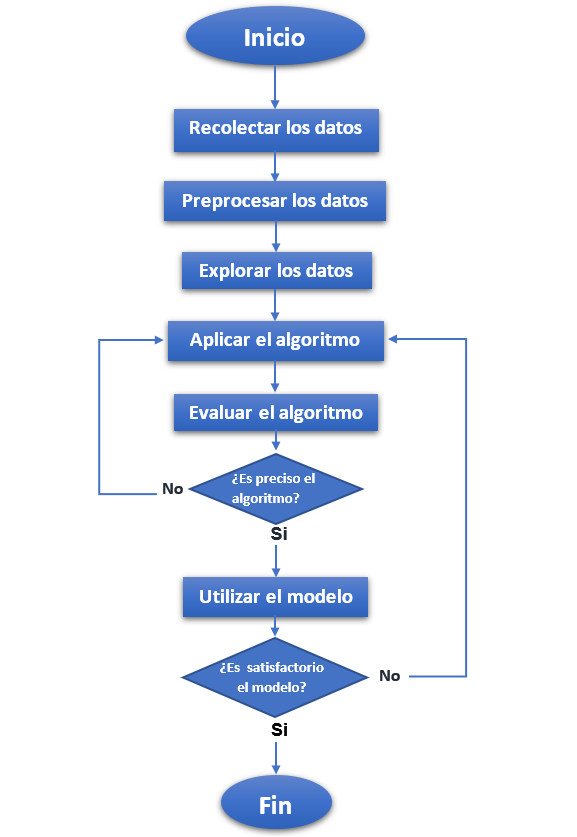 Inicio
Recolectar los datos
Preprocesar los datos
Explorar los datos
Aplicar el algoritmo
Evaluar el algoritmo
¿Es preciso el
algoritmo?
No
Si
Utilizar el modelo
¿Es satisfactorio
el modelo?
No
Si
Fin